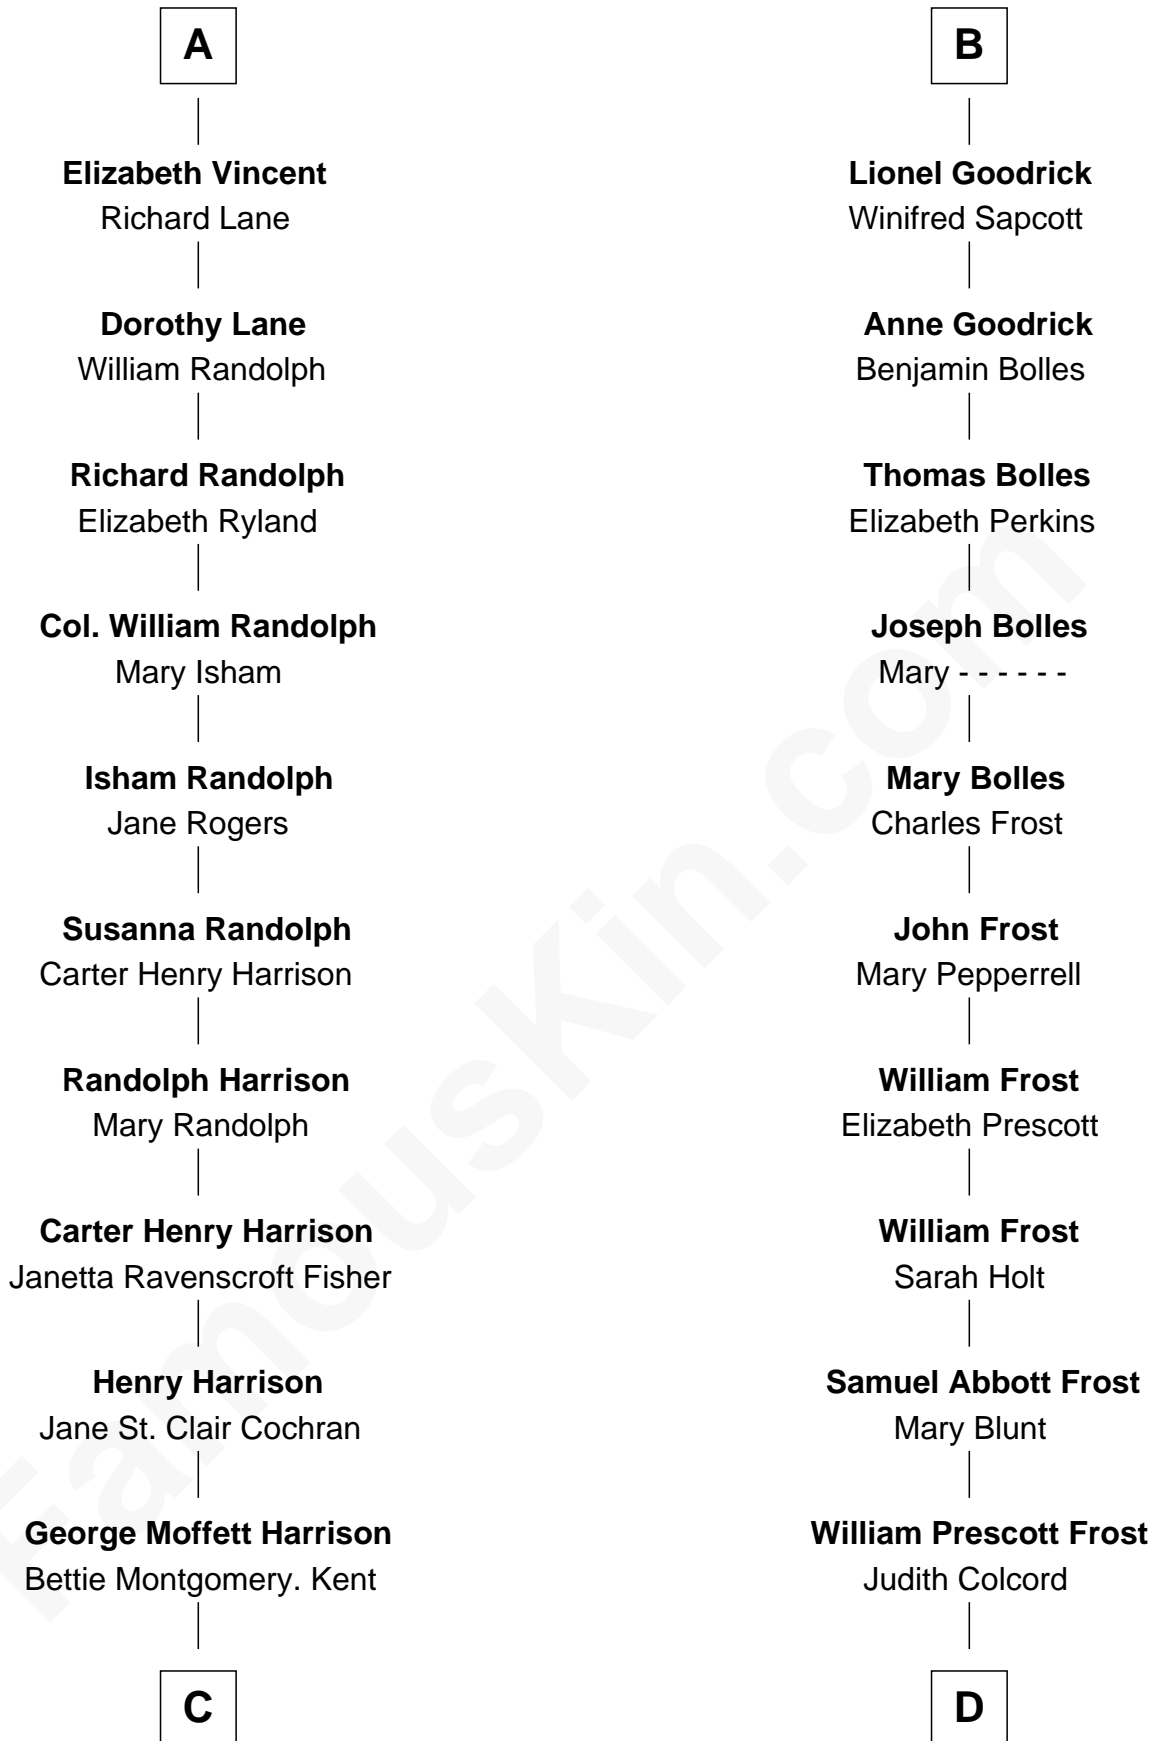 A
Elizabeth Vincent
Richard Lane
Dorothy Lane
William Randolph
Richard Randolph
Elizabeth Ryland
Col. William Randolph
Mary Isham
Isham Randolph
Jane Rogers
Susanna Randolph
Carter Henry Harrison
Randolph Harrison
Mary Randolph
Carter Henry Harrison
Janetta Ravenscroft Fisher
Henry Harrison
Jane St. Clair Cochran
George Moffett Harrison
Bettie Montgomery. Kent
C
B
Lionel Goodrick
Winifred Sapcott
Anne Goodrick
Benjamin Bolles
Thomas Bolles
Elizabeth Perkins
Joseph Bolles
Mary - - - - - -
Mary Bolles
Charles Frost
John Frost
Mary Pepperrell
William Frost
Elizabeth Prescott
William Frost
Sarah Holt
Samuel Abbott Frost
Mary Blunt
William Prescott Frost
Judith Colcord
D
FamousKin.com